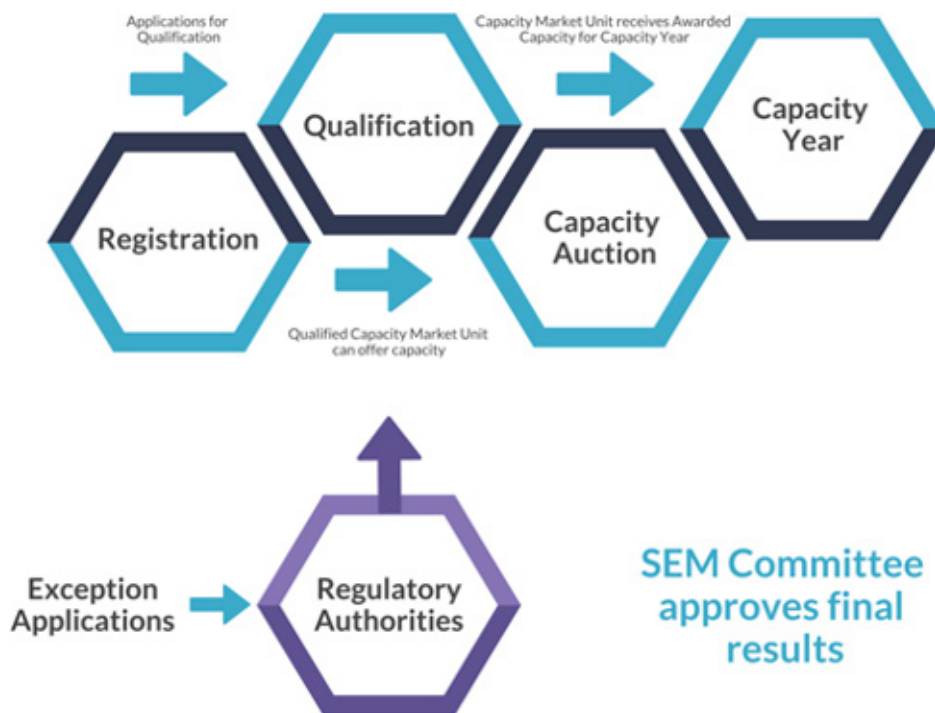 Applications for
Qualification
Capacity Market Unit receives Awarded
Capacity for Capacity Year
Qualification
Capacity
Year
Registration
Capacity
Auction
Qualified Capacity Market Unit
can offer capacity
Exception
Applications
Regulatory
Authorities
SEM Committee
approves final
results